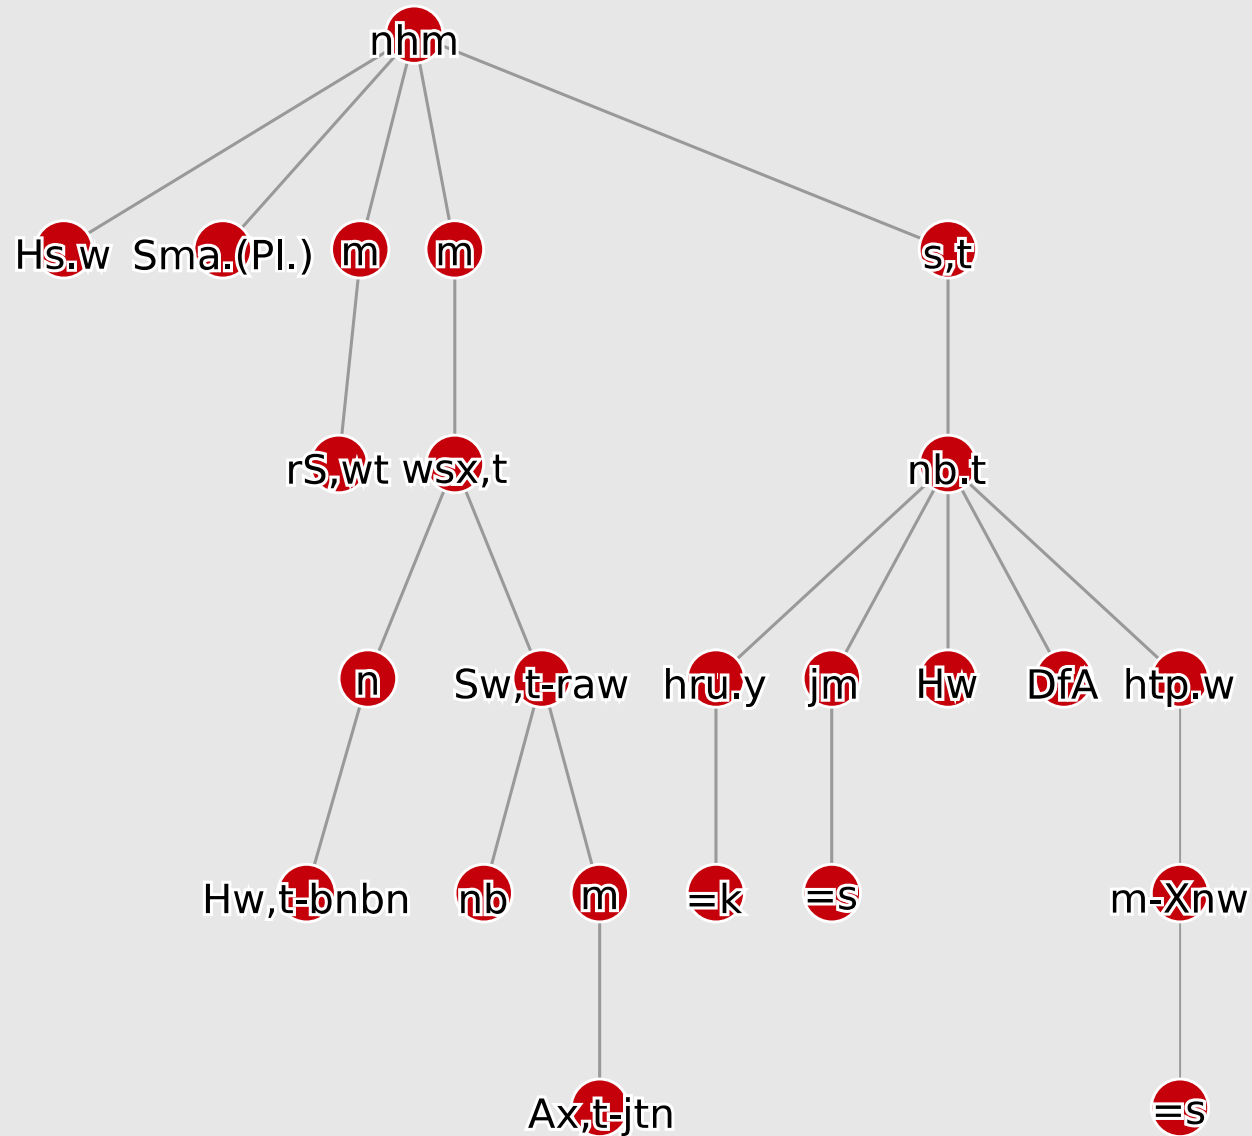 nhm
Hs.w Sma.(Pl.) m m s,t
rS,wt wsx,t nb.t
n Sw,t-raw hru.y jm Hw DfA htp.w
Hw,t-bnbn nb m =k =s m-Xnw
Ax,t-jtn =s